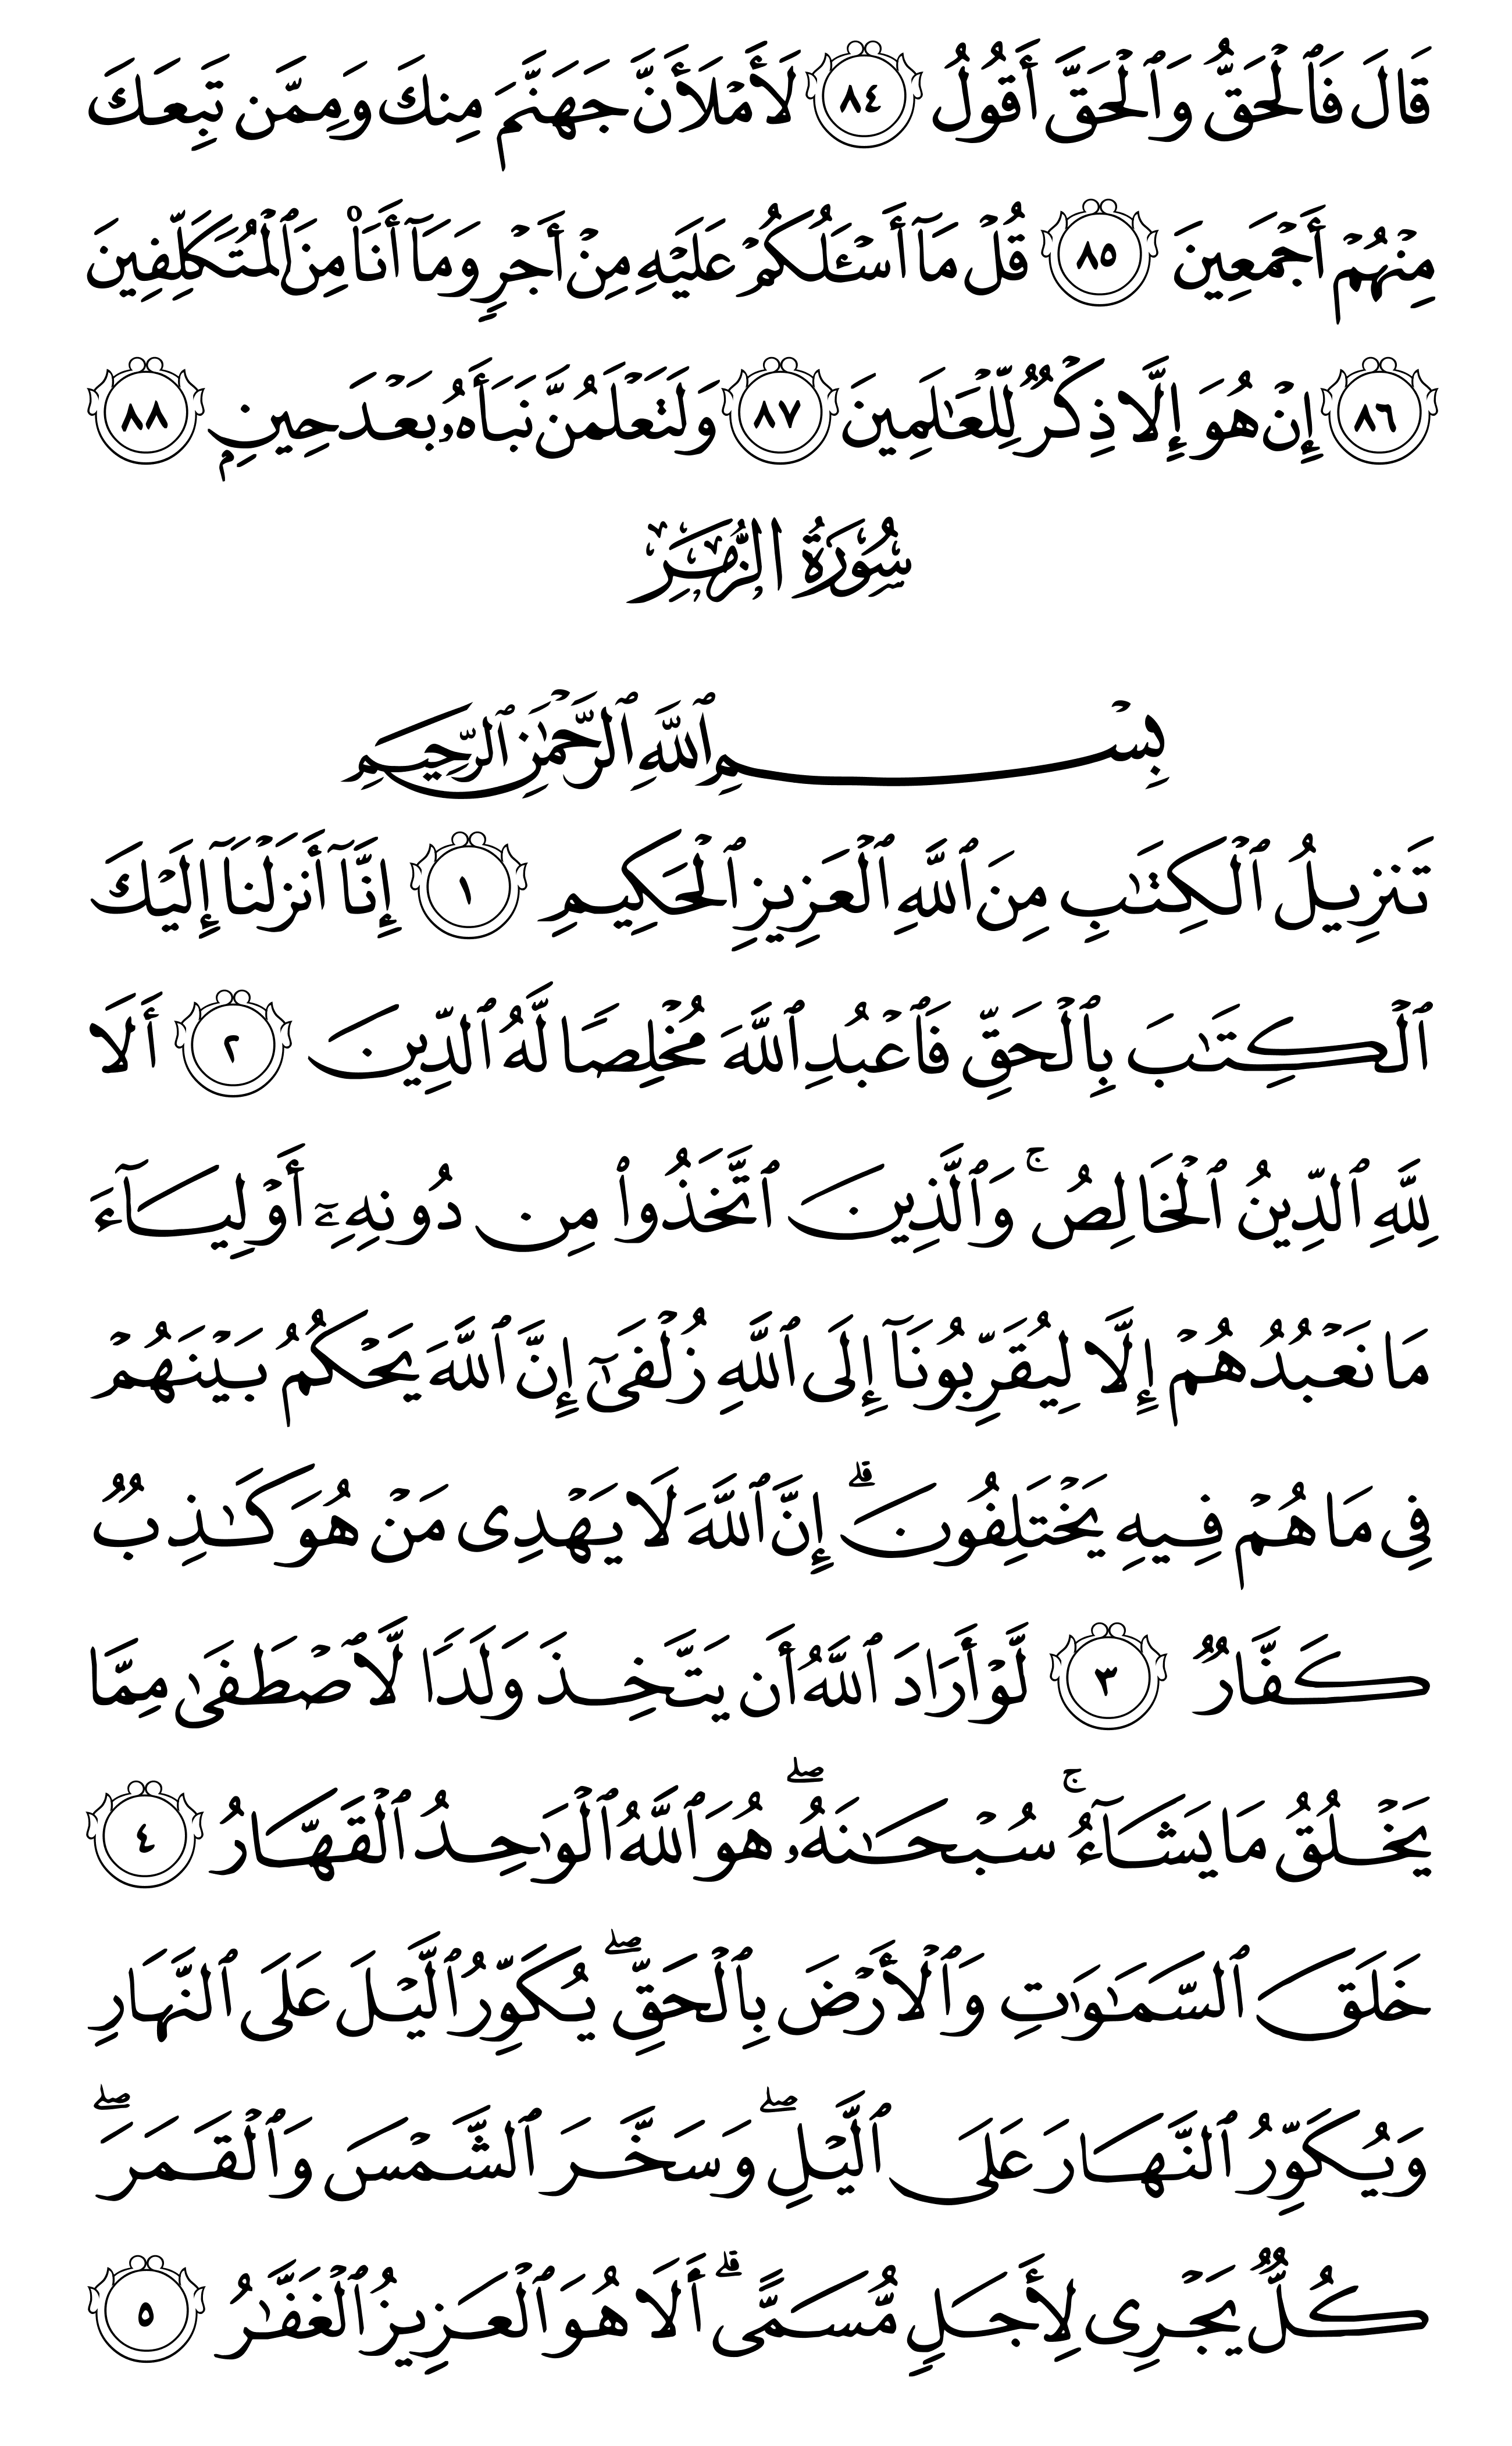 قَالَ فَٱلْحَقُّ وَٱلْحَقَّ أَقُولُ ٨٤ لَأَمْلَأَنَّ جَهَنَّمَ مِنكَ وَمِمَّن تَبِعَكَ
مِنْهُمْ أَجْمَعِينَ ٨٥ قُلْ مَآ أَسْـَٔلُكُمْ عَلَيْهِ مِنْ أَجْرٍ وَمَآ أَنَا۠ مِنَ ٱلْمُتَكَلِّفِينَ
٨٦ إِنْ هُوَ إِلَّا ذِكْرٌ لِّلْعَـٰلَمِينَ ٨٧ وَلَتَعْلَمُنَّ نَبَأَهُۥ بَعْدَ حِينٍۭ ٨٨
سُورَةُ الزُّمَرِ
بِسْمِ ٱللَّهِ ٱلرَّحْمَـٰنِ ٱلرَّحِيمِ
تَنزِيلُ ٱلْكِتَـٰبِ مِنَ ٱللَّهِ ٱلْعَزِيزِ ٱلْحَكِيمِ ١ إِنَّآ أَنزَلْنَآ إِلَيْكَ
ٱلْكِتَـٰبَ بِٱلْحَقِّ فَٱعْبُدِ ٱللَّهَ مُخْلِصًا لَّهُ ٱلدِّينَ ٢ أَلَا
لِلَّهِ ٱلدِّينُ ٱلْخَالِصُ ۚ وَٱلَّذِينَ ٱتَّخَذُوا۟ مِن دُونِهِۦٓ أَوْلِيَآءَ
مَا نَعْبُدُهُمْ إِلَّا لِيُقَرِّبُونَآ إِلَى ٱللَّهِ زُلْفَىٰٓ إِنَّ ٱللَّهَ يَحْكُمُ بَيْنَهُمْ
فِى مَا هُمْ فِيهِ يَخْتَلِفُونَ ۗ إِنَّ ٱللَّهَ لَا يَهْدِى مَنْ هُوَ كَـٰذِبٌ
كَفَّارٌ ٣ لَّوْ أَرَادَ ٱللَّهُ أَن يَتَّخِذَ وَلَدًا لَّٱصْطَفَىٰ مِمَّا
يَخْلُقُ مَا يَشَآءُ ۚ سُبْحَـٰنَهُۥ ۖ هُوَ ٱللَّهُ ٱلْوَٰحِدُ ٱلْقَهَّارُ ٤
خَلَقَ ٱلسَّمَـٰوَٰتِ وَٱلْأَرْضَ بِٱلْحَقِّ ۖ يُكَوِّرُ ٱلَّيْلَ عَلَى ٱلنَّهَارِ
وَيُكَوِّرُ ٱلنَّهَارَ عَلَى ٱلَّيْلِ ۖ وَسَخَّرَ ٱلشَّمْسَ وَٱلْقَمَرَ ۖ
كُلٌّ يَجْرِى لِأَجَلٍ مُّسَمًّى ۗ أَلَا هُوَ ٱلْعَزِيزُ ٱلْغَفَّـٰرُ ٥